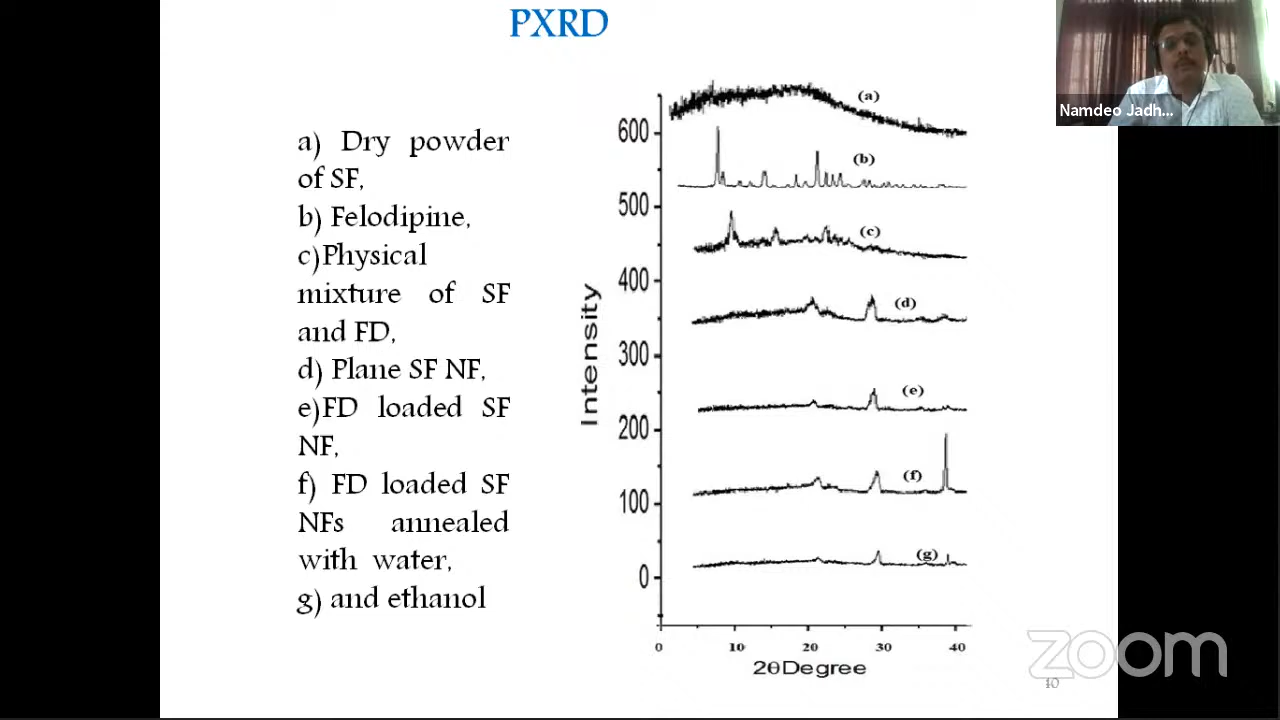 PXRD
Namdeo Jadh...
a) Dry powder
of SF,
b) Felodipine,
c)Physical
mixture of SF
and FD,
d) Plane SF NF,
e)FD loaded SF
NF,
f) FD loaded SF
NFs annealed
with water,
g) and ethanol
Intensity
600
500
400
300
200
100
0
(a)
(b)
(c)
(d)
(e)
(f)
(g)
0 10 20 30 40
2θDegree
zoom
40